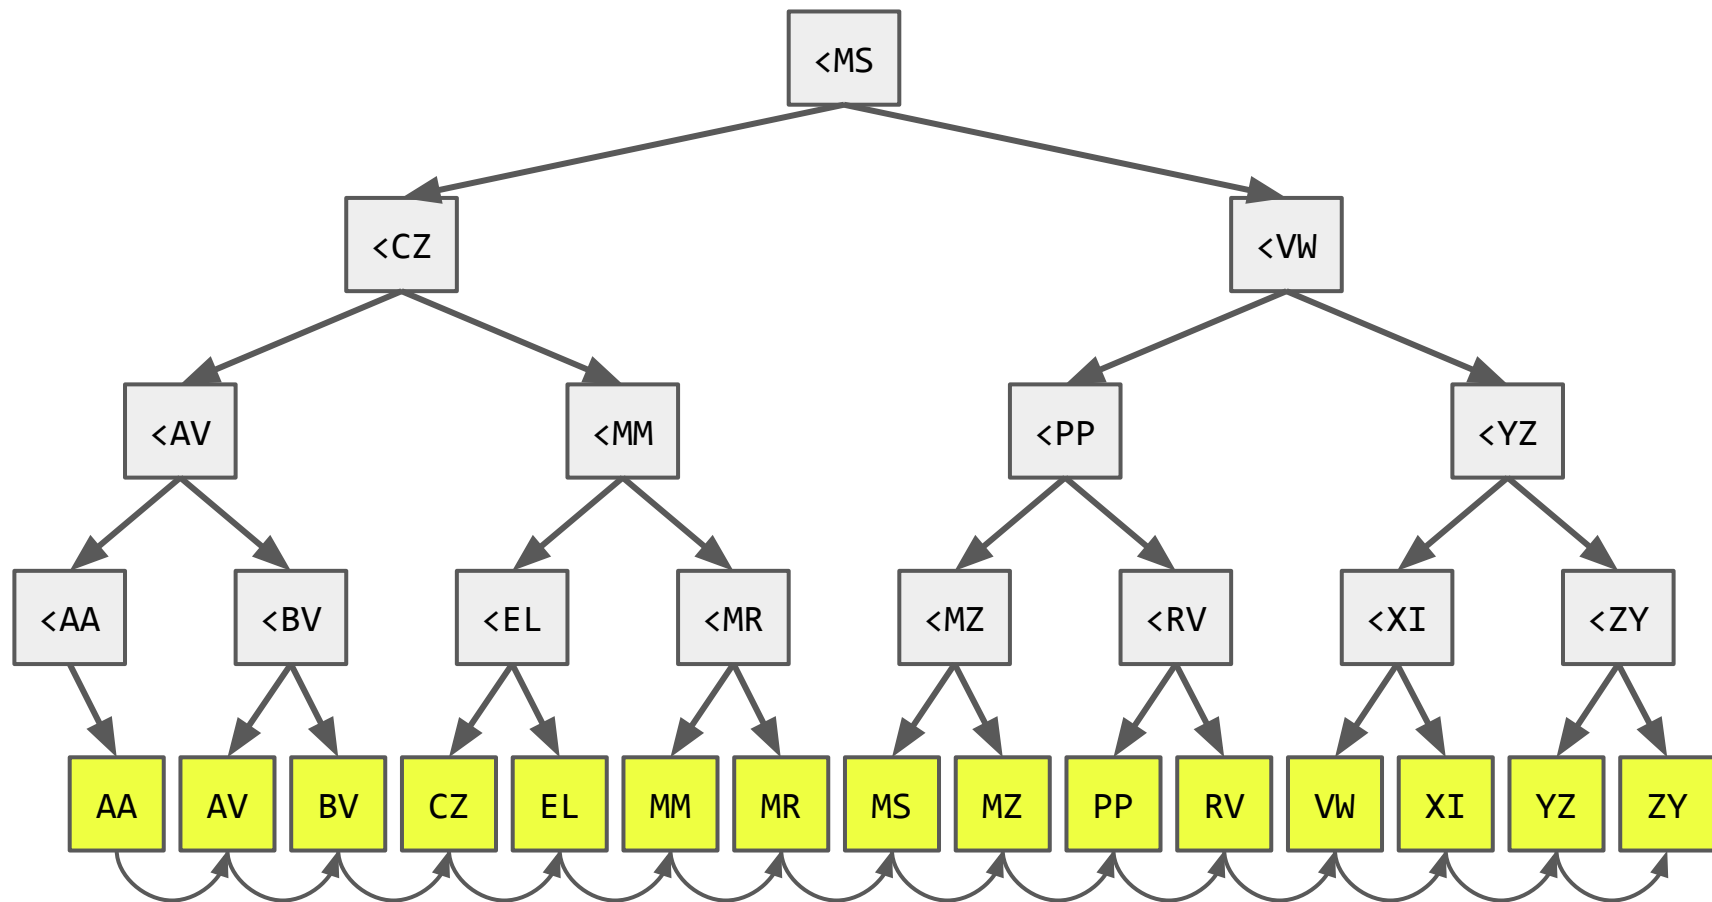 <MS
<CZ <VW
<AV <MM <PP <YZ
<AA <BV <EL <MR <MZ <RV <XI <ZY
AA AV BV CZ EL MM MR MS MZ PP RV VW XI YZ ZY